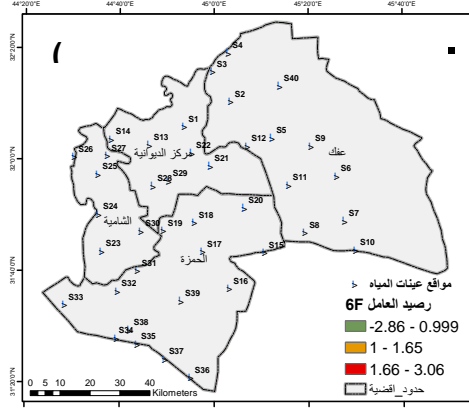 44°20'0"E 44°40'0"E 45°0'0"E 45°20'0"E 45°40'0"E
32°20'0"N
S4
S3
S40
S2
S1
S14 S13 S12 S5 S9
S26 S27 مركز الديوانية S22 عفك
S21
S25 S29
S28 S11 S6
S24 S20
الشامية S30 S19 S18 S7
S8
S23 S17 S15 S10
الحمزة
S31
S32 S16
S33 S39
S38
S34 S35
S37
S36
32°0'0"N
31°40'0"N
31°20'0"N
مواقع عينات المياه
رصيد العامل 6F
-2.86 - 0.999
1 - 1.65
1.66 - 3.06
حدود_اقضية
0 5 10 20 30 40
Kilometers